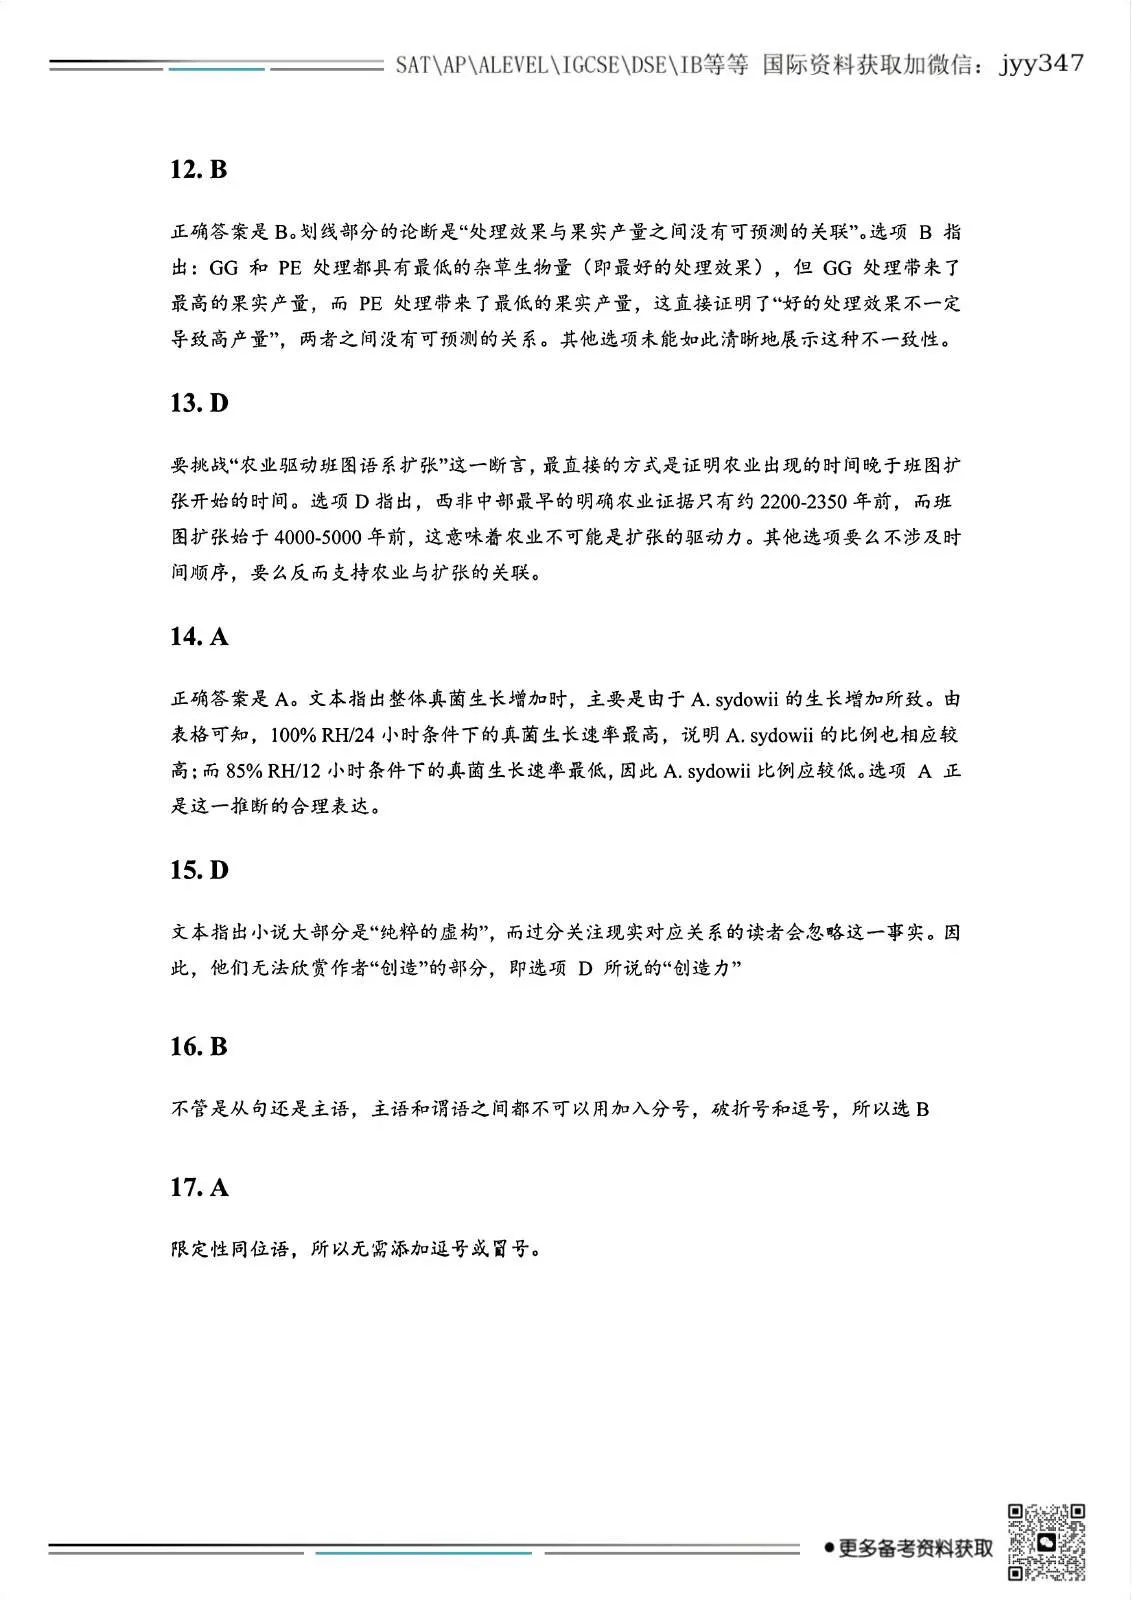 SAT\AP\ALEVEL\IGCSE\DSE\IB等等 国际资料获取加微信：jyy347
12. B
正确答案是 B。划线部分的论断是“处理效果与果实产量之间没有可预测的关联”。选项 B 指
出：GG 和 PE 处理都具有最低的杂草生物量（即最好的处理效果），但 GG 处理带来了
最高的果实产量，而 PE 处理带来了最低的果实产量，这直接证明了“好的处理效果不一定
导致高产量”，两者之间没有可预测的关系。其他选项未能如此清晰地展示这种不一致性。
13. D
要挑战“农业驱动班图语系扩张”这一断言，最直接的方式是证明农业出现的时间晚于班图扩
张开始的时间。选项 D 指出，西非中部最早的明确农业证据只有约 2200-2350 年前，而班
图扩张始于 4000-5000 年前，这意味着农业不可能是扩张的驱动力。其他选项要么不涉及时
间顺序，要么反而支持农业与扩张的关联。
14. A
正确答案是 A。文本指出整体真菌生长增加时，主要是由于 A. sydowii 的生长增加所致。由
表格可知，100% RH/24 小时条件下的真菌生长速率最高，说明 A. sydowii 的比例也相应较
高；而 85% RH/12 小时条件下的真菌生长速率最低，因此 A. sydowii 比例应较低。选项 A 正
是这一推断的合理表达。
15. D
文本指出小说大部分是“纯粹的虚构”，而过分关注现实对应关系的读者会忽略这一事实。因
此，他们无法欣赏作者“创造”的部分，即选项 D 所说的“创造力”
16. B
不管是从句还是主语，主语和谓语之间都不可以用加入分号，破折号和逗号，所以选 B
17. A
限定性同位语，所以无需添加逗号或冒号。
●更多备考资料获取